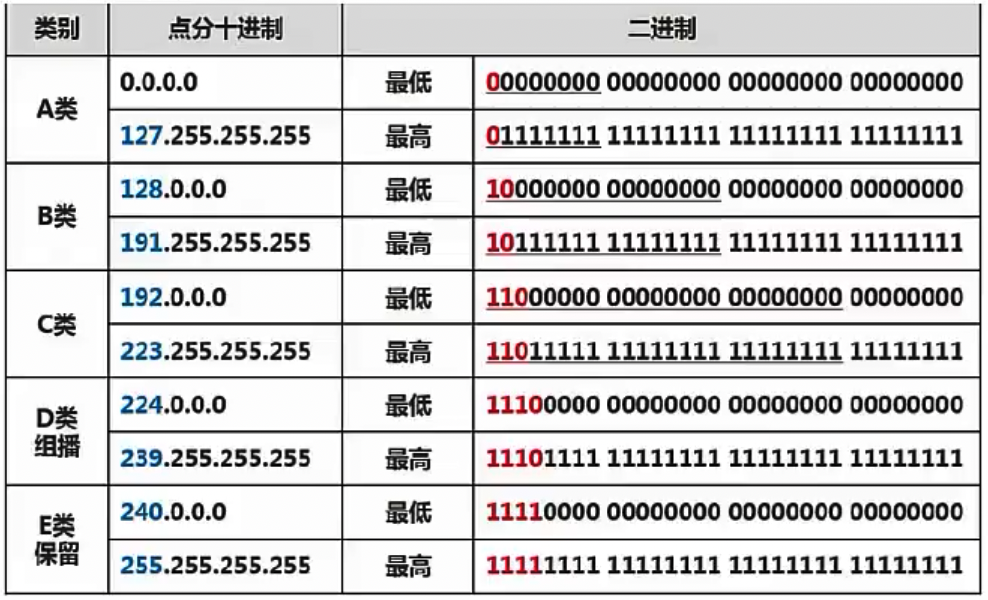 类别 点分十进制 二进制
A类
0.0.0.0 最低 00000000 00000000 00000000 00000000
127.255.255.255 最高 01111111 11111111 11111111 11111111
B类
128.0.0.0 最低 10000000 00000000 00000000 00000000
191.255.255.255 最高 10111111 11111111 11111111 11111111
C类
192.0.0.0 最低 11000000 00000000 00000000 00000000
223.255.255.255 最高 11011111 11111111 11111111 11111111
D类
组播
224.0.0.0 最低 11100000 00000000 00000000 00000000
239.255.255.255 最高 11101111 11111111 11111111 11111111
E类
保留
240.0.0.0 最低 11110000 00000000 00000000 00000000
255.255.255.255 最高 11111111 11111111 11111111 11111111